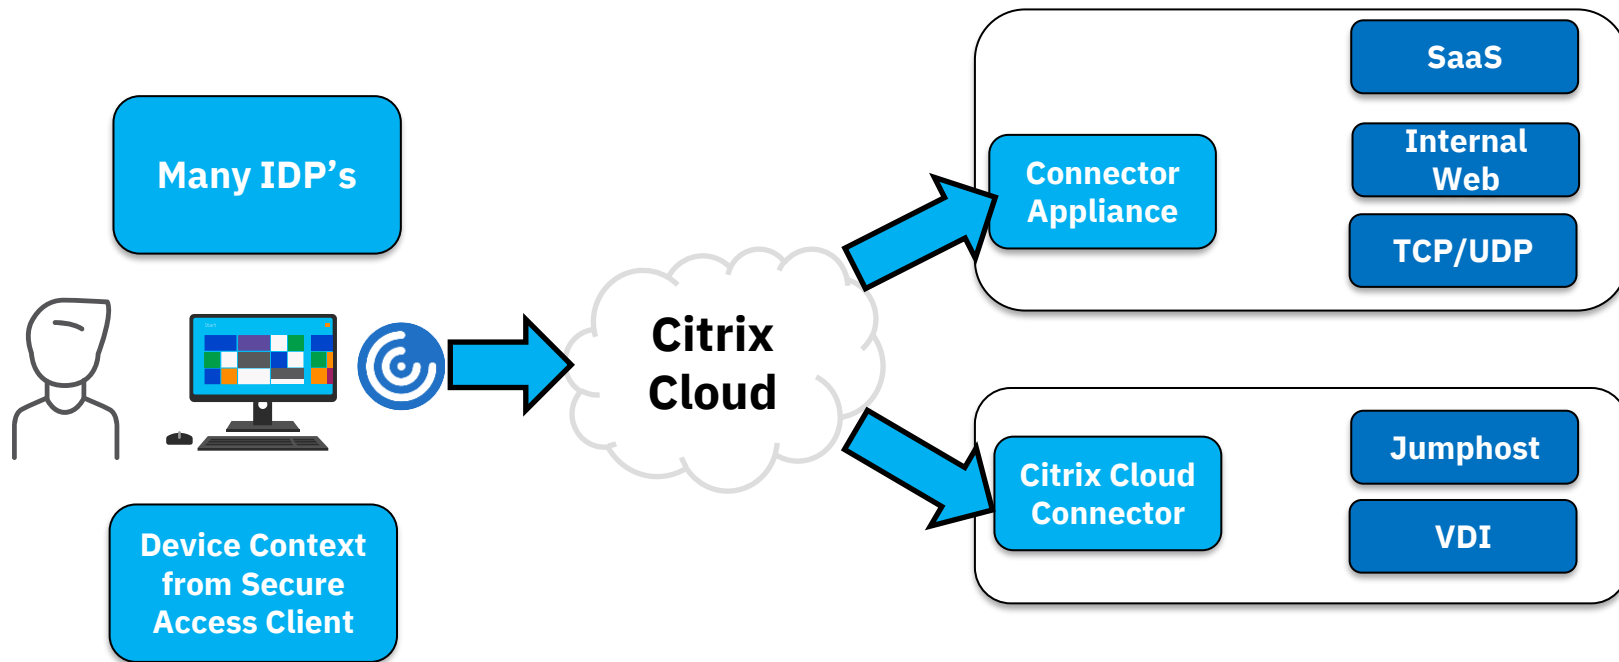 Many IDP’s
Start
Device Context
from Secure
Access Client
Citrix
Cloud
Connector
Appliance
SaaS
Internal
Web
TCP/UDP
Citrix Cloud
Connector
Jumphost
VDI